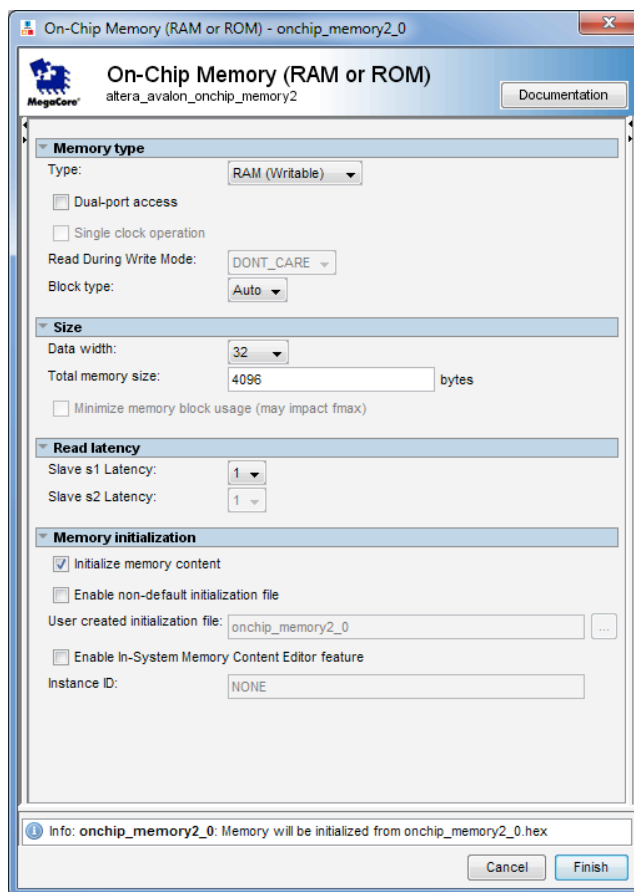 On-Chip Memory (RAM or ROM) - onchip_memory2_0
On-Chip Memory (RAM or ROM)
MegaCore®
altera_avalon_onchip_memory2
Documentation
Memory type
Type: RAM (Writable)
Dual-port access
Single clock operation
Read During Write Mode: DONT_CARE
Block type: Auto
Size
Data width: 32
Total memory size: 4096 bytes
Minimize memory block usage (may impact fmax)
Read latency
Slave s1 Latency: 1
Slave s2 Latency: 1
Memory initialization
Initialize memory content
Enable non-default initialization file
User created initialization file: onchip_memory2_0 ...
Enable In-System Memory Content Editor feature
Instance ID: NONE
Info: onchip_memory2_0: Memory will be initialized from onchip_memory2_0.hex
Cancel Finish